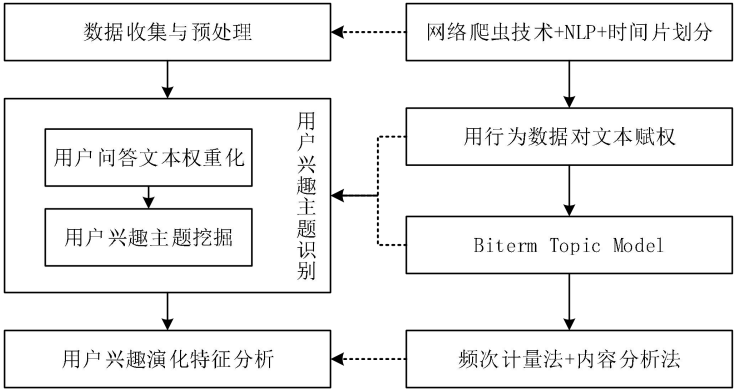 数据收集与预处理
网络爬虫技术+NLP+时间片划分
用户兴趣主题识别
用户问答文本权重化
用户兴趣主题挖掘
用行为数据对文本赋权
Biterm Topic Model
用户兴趣演化特征分析
频次计量法+内容分析法